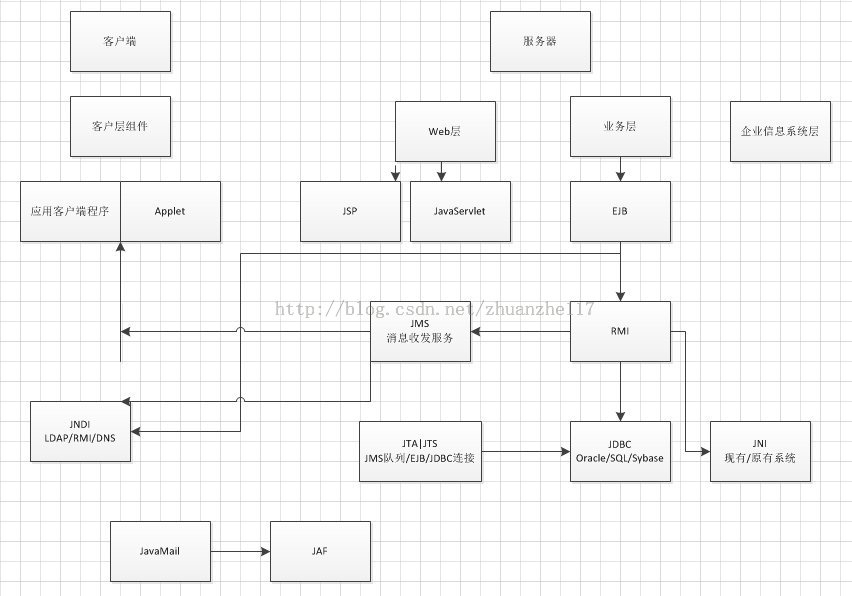 客户端
服务器
客户层组件
Web层
业务层
企业信息系统层
应用客户端程序
Applet
JSP
JavaServlet
EJB
http://blog.csdn.net/zhuanzhe117
JMS
消息收发服务
RMI
JNDI
LDAP/RMI/DNS
JTA|JTS
JMS队列/EJB/JDBC连接
JDBC
Oracle/SQL/Sybase
JNI
现有/原有系统
JavaMail
JAF